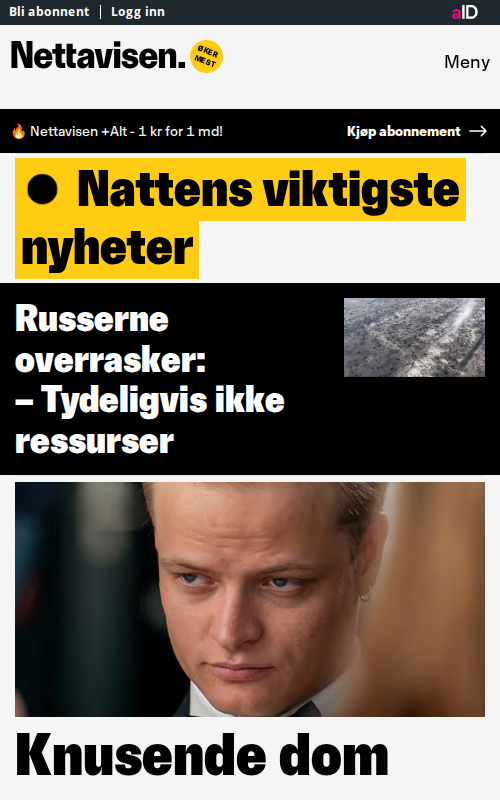 Bli abonnent | Logg inn
aID
Nettavisen.
ØKER
MEST
Meny
🔥 Nettavisen +Alt - 1 kr for 1 md!
Kjøp abonnement →
Nattens viktigste
nyheter
Russerne
overrasker:
– Tydeligvis ikke
ressurser
Knusende dom